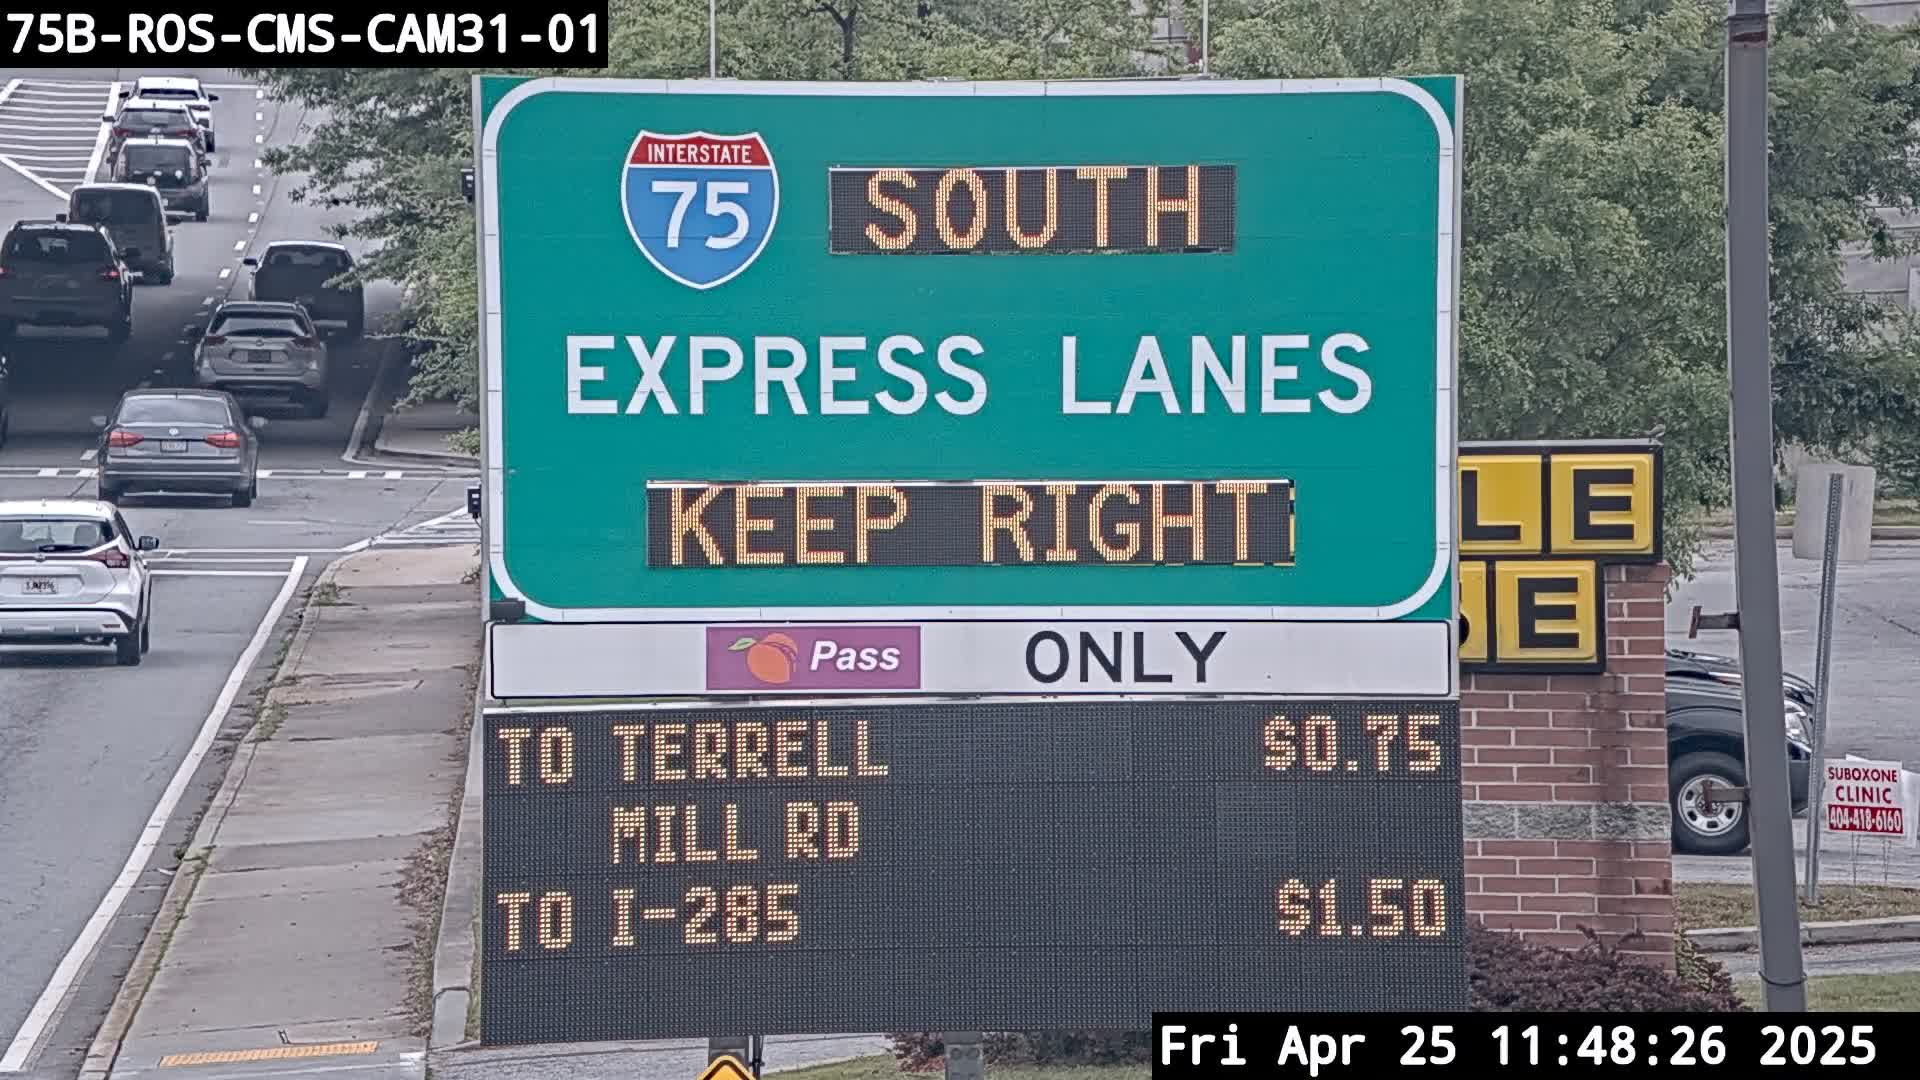 75B-ROS-CMS-CAM31-01
INTERSTATE
75
SOUTH
EXPRESS LANES
KEEP RIGHT
Pass ONLY
TO TERRELL $0.75
MILL RD
TO I-285 $1.50
LE
E
SUBOXONE
CLINIC
404-418-6160
Fri Apr 25 11:48:26 2025